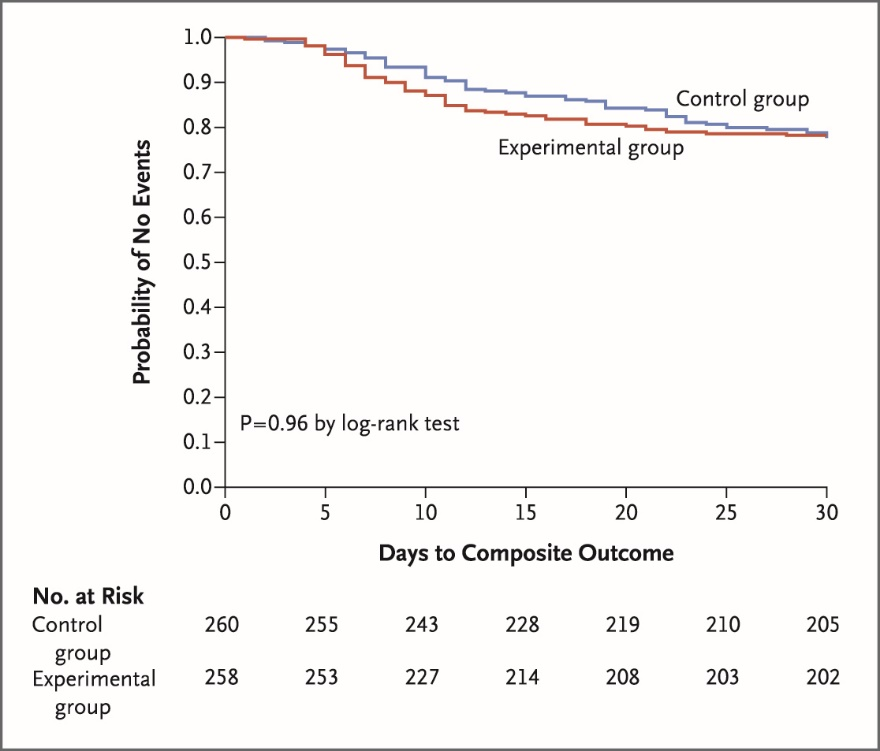 1.0
0.9
0.8
0.7
0.6
0.5
0.4
0.3
0.2
0.1
0.0
Probability of No Events
Control group
Experimental group
P=0.96 by log-rank test
0 5 10 15 20 25 30
Days to Composite Outcome
No. at Risk
Control
group
260 255 243 228 219 210 205
Experimental
group
258 253 227 214 208 203 202